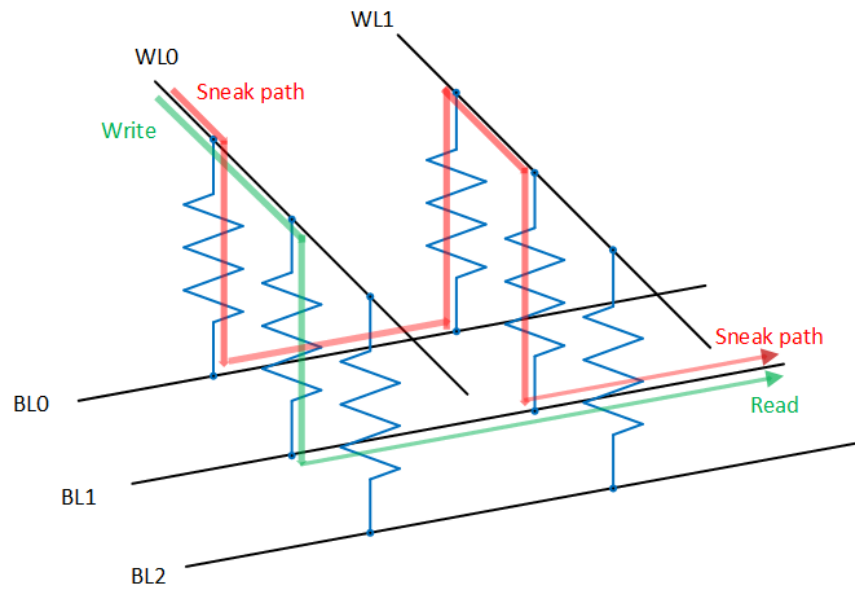 WL1
WL0
Sneak path
Write
Sneak path
BL0
Read
BL1
BL2